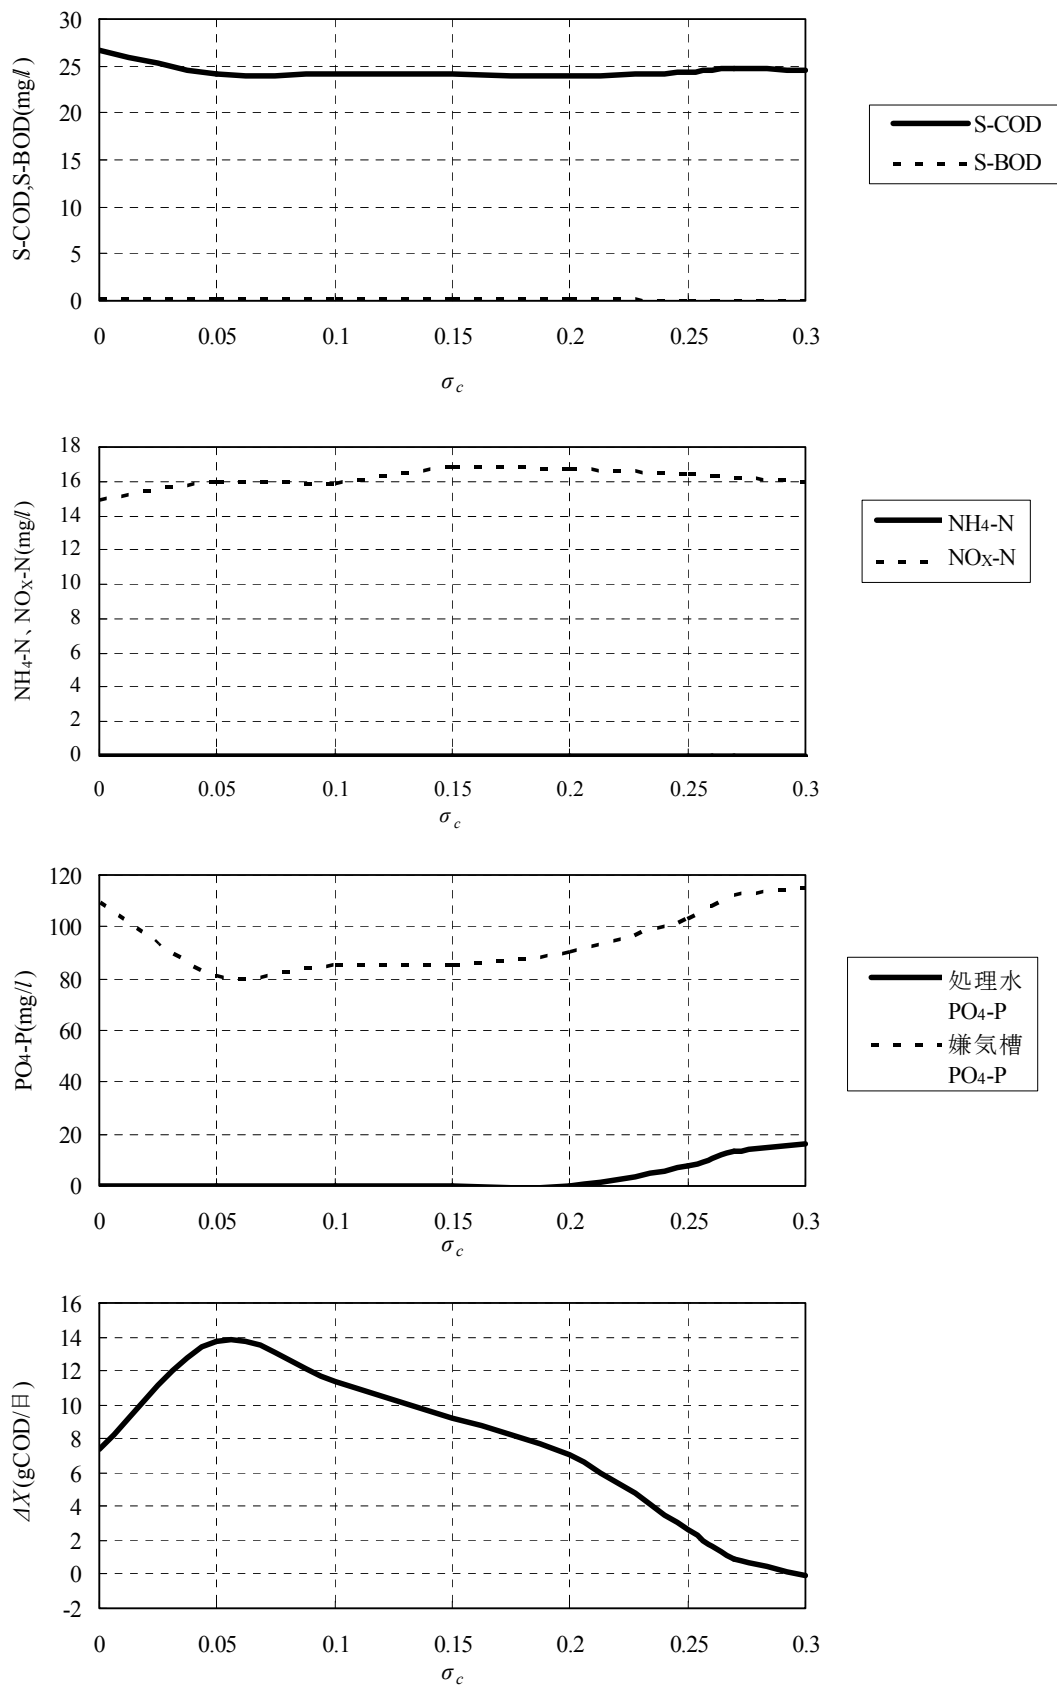 S-COD,S-BOD(mg/l)
30
25
20
15
10
5
0
0 0.05 0.1 0.15 0.2 0.25 0.3
σc
S-COD
S-BOD
NH4-N、NOX-N(mg/l)
18
16
14
12
10
8
6
4
2
0
0 0.05 0.1 0.15 0.2 0.25 0.3
σc
NH4-N
NOX-N
PO4-P(mg/l)
120
100
80
60
40
20
0
0 0.05 0.1 0.15 0.2 0.25 0.3
σc
処理水
PO4-P
嫌気槽
PO4-P
ΔX(gCOD/日)
16
14
12
10
8
6
4
2
0
-2
0 0.05 0.1 0.15 0.2 0.25 0.3
σc